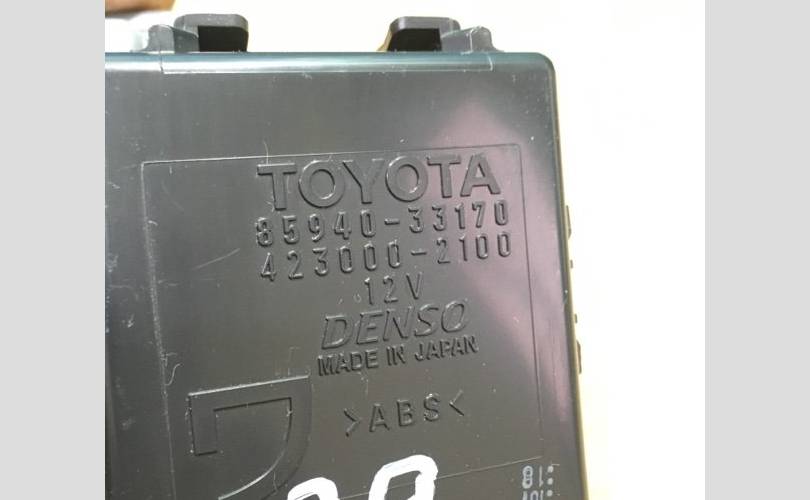 TOYOTA
85940-33170
423000-2100
12V
DENSO
MADE IN JAPAN
>ABS<